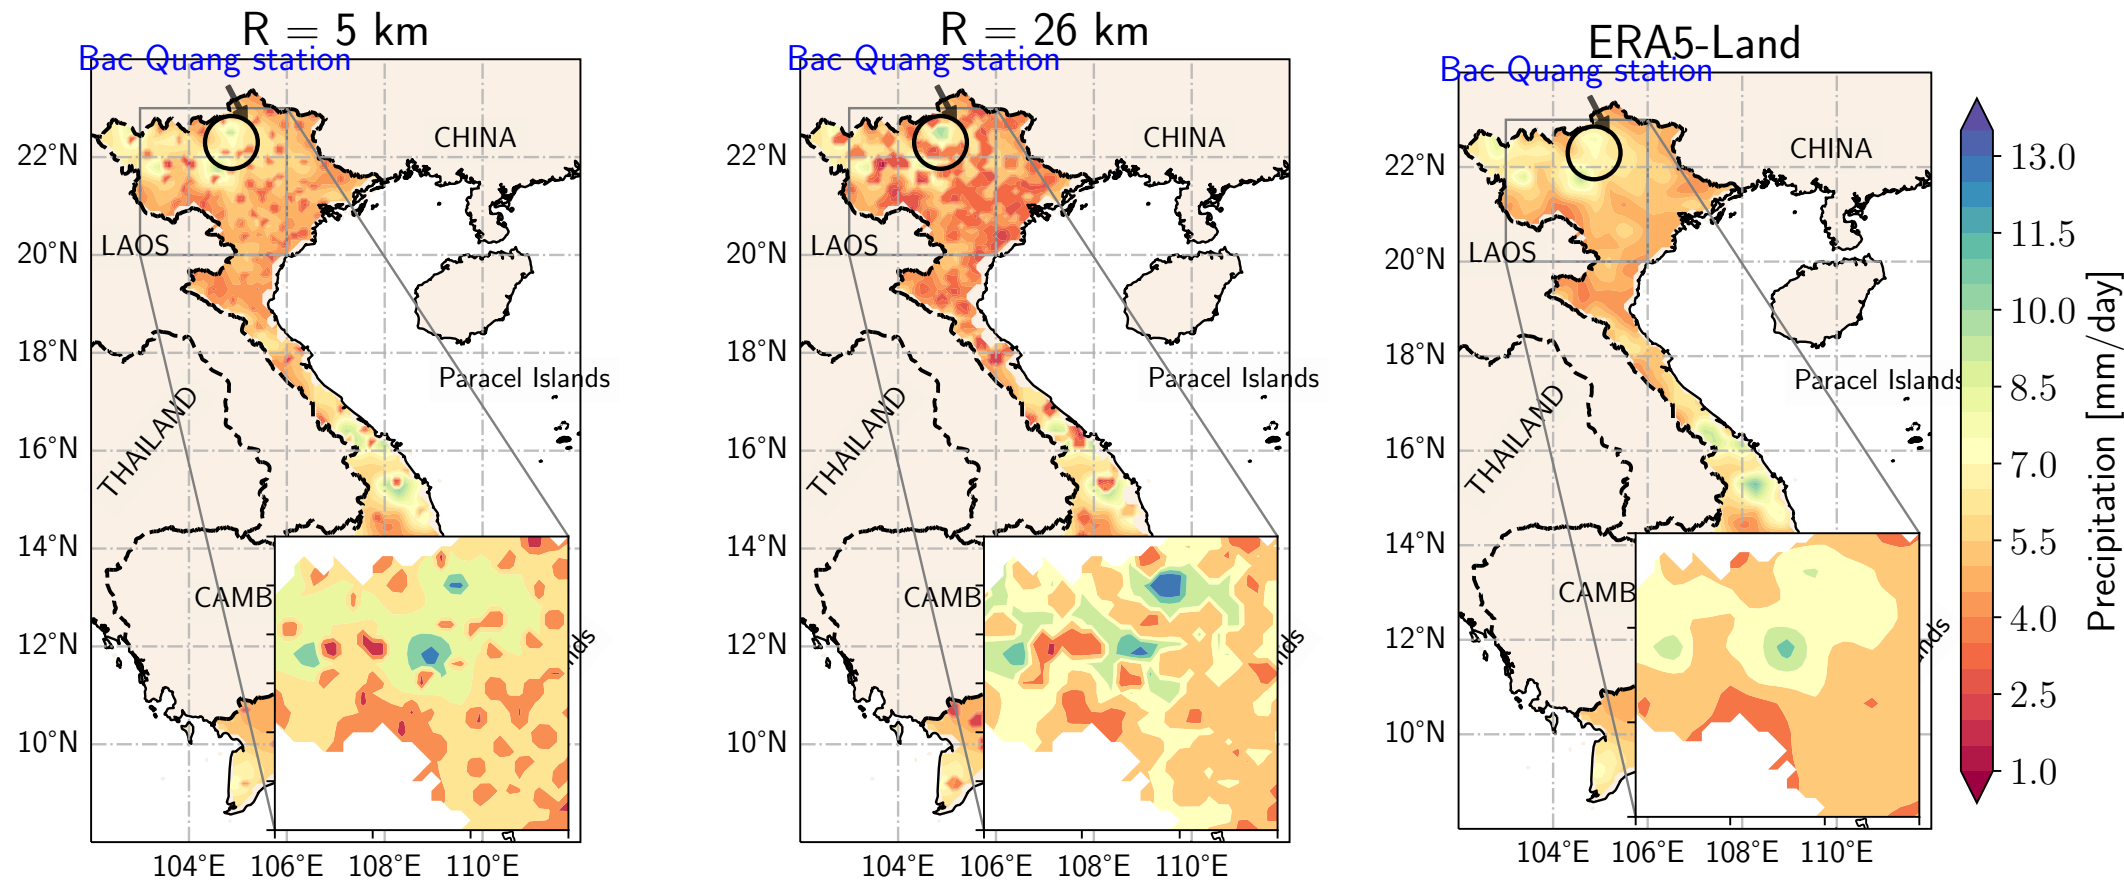 R = 5 km
Bac Quang station
CHINA
22°N
LAOS
20°N
18°N
Paracel Islands
THAILAND
16°N
14°N
CAMB
12°N
nds
10°N
104°E 106°E 108°E 110°E
R = 26 km
Bac Quang station
CHINA
22°N
LAOS
20°N
18°N
Paracel Islands
THAILAND
16°N
14°N
CAMB
12°N
nds
10°N
104°E 106°E 108°E 110°E
ERA5-Land
Bac Quang station
CHINA
22°N
LAOS
20°N
18°N
Paracel Islands
THAILAND
16°N
14°N
CAMB
12°N
nds
10°N
104°E 106°E 108°E 110°E
13.0
11.5
10.0
8.5
7.0
5.5
4.0
2.5
1.0
Precipitation [mm/day]